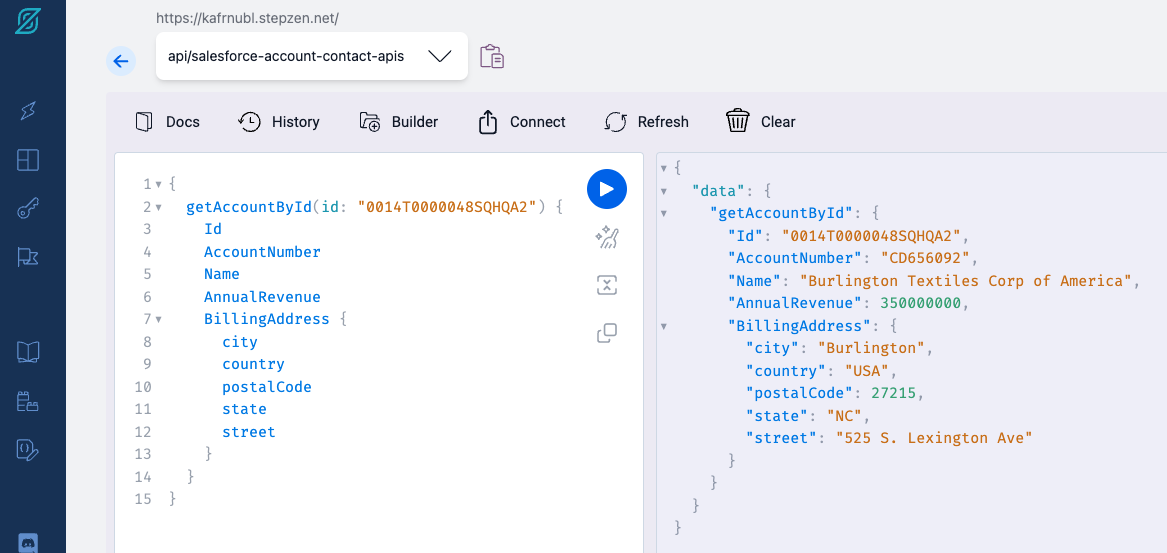 https://kafrnubl.stepzen.net/
api/salesforce-account-contact-apis
Docs History Builder Connect Refresh Clear
1 {
2 getAccountById(id: "0014T0000048SQHQA2") {
3 Id
4 AccountNumber
5 Name
6 AnnualRevenue
7 BillingAddress {
8 city
9 country
10 postalCode
11 state
12 street
13 }
14 }
15 }
{
"data": {
"getAccountById": {
"Id": "0014T0000048SQHQA2",
"AccountNumber": "CD656092",
"Name": "Burlington Textiles Corp of America",
"AnnualRevenue": 350000000,
"BillingAddress": {
"city": "Burlington",
"country": "USA",
"postalCode": 27215,
"state": "NC",
"street": "525 S. Lexington Ave"
}
}
}
}